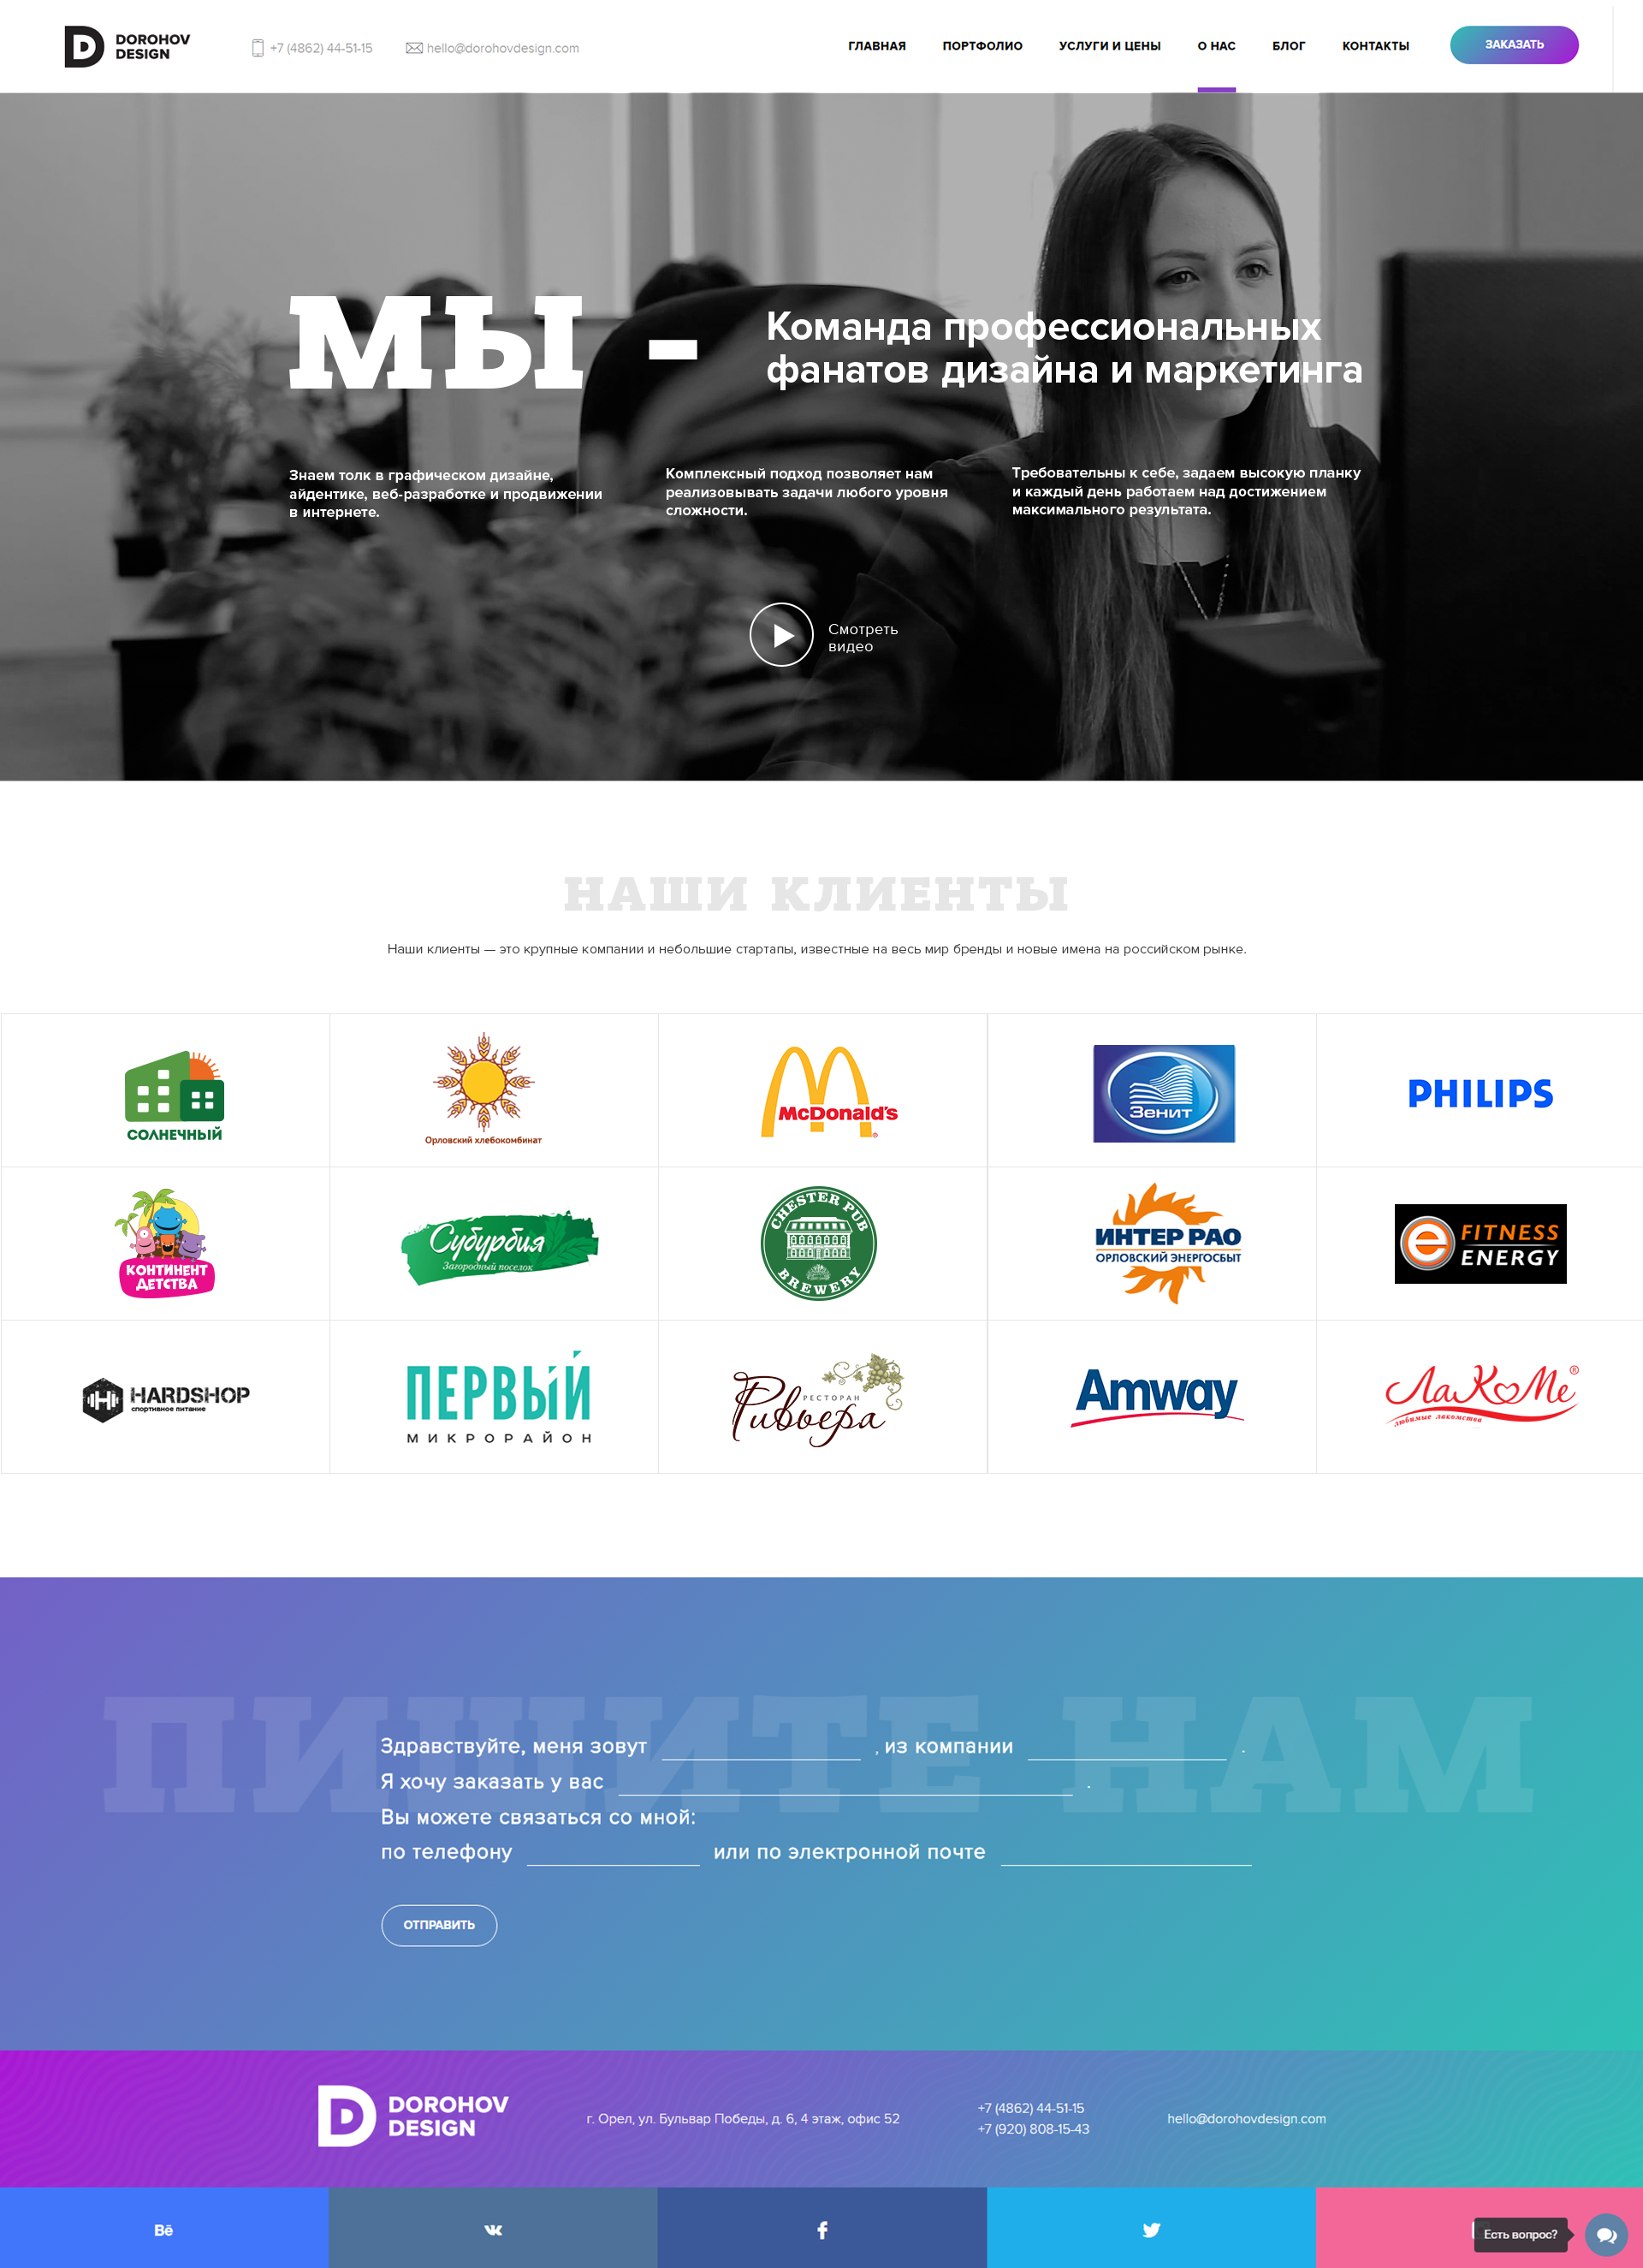 DOROHOV
DESIGN
+7 (4862) 44-51-15
hello@dorohovdesign.com
ГЛАВНАЯ
ПОРТФОЛИО
УСЛУГИ И ЦЕНЫ
О НАС
БЛОГ
КОНТАКТЫ
ЗАКАЗАТЬ
МЫ –
Команда профессиональных
фанатов дизайна и маркетинга
Знаем толк в графическом дизайне,
айдентике, веб-разработке и продвижении
в интернете.
Комплексный подход позволяет нам
реализовывать задачи любого уровня
сложности.
Требовательны к себе, задаем высокую планку
и каждый день работаем над достижением
максимального результата.
Смотреть
видео
НАШИ КЛИЕНТЫ
Наши клиенты — это крупные компании и небольшие стартапы, известные на весь мир бренды и новые имена на российском рынке.
СОЛНЕЧНЫЙ
Орловский хлебокомбинат
McDonald's
®
Зенит
PHILIPS
КОНТИНЕНТ
ДЕТСТВА
Субурбия
Загородный поселок
CHESTER PUB
BREWERY
ИНТЕР РАО
ОРЛОВСКИЙ ЭНЕРГОСБЫТ
e
FITNESS
ENERGY
H
HARDSHOP
спортивное питание
ПЕРВЫЙ
МИКРОРАЙОН
РЕСТОРАН
Ривьера
Amway
ЛаКоМе®
любимые лакомства
ПИШИТЕ НАМ
Здравствуйте, меня зовут , из компании .
Я хочу заказать у вас .
Вы можете связаться со мной:
по телефону или по электронной почте
ОТПРАВИТЬ
DOROHOV
DESIGN
г. Орел, ул. Бульвар Победы, д. 6, 4 этаж, офис 52
+7 (4862) 44-51-15
+7 (920) 808-15-43
hello@dorohovdesign.com
Bē
Есть вопрос?